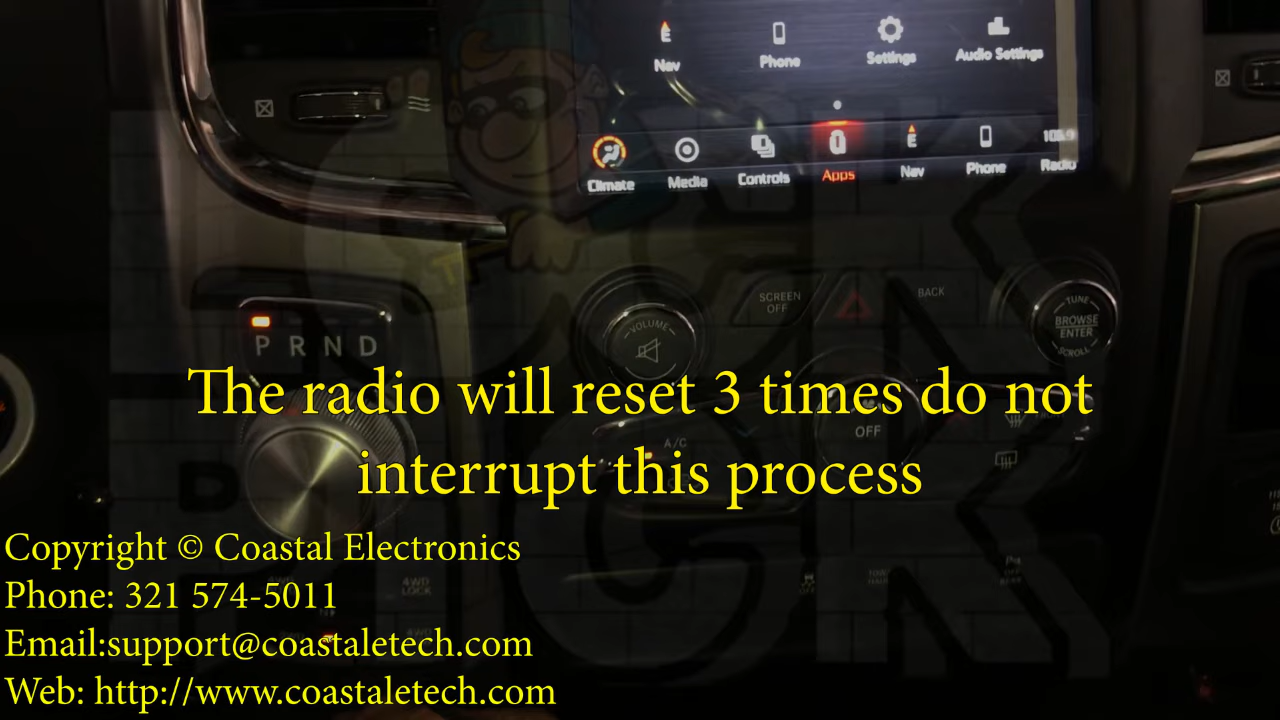 Nav Phone Settings Audio Settings
Climate Media Controls Apps Nav Phone Radio
SCREEN OFF
BACK
VOLUME
TUNE
BROWSE
ENTER
SCROLL
P R N D
The radio will reset 3 times do not
OFF
A/C
interrupt this process
Copyright © Coastal Electronics
Phone: 321 574-5011
4WD
LOCK
Email:support@coastaletech.com
Web: http://www.coastaletech.com